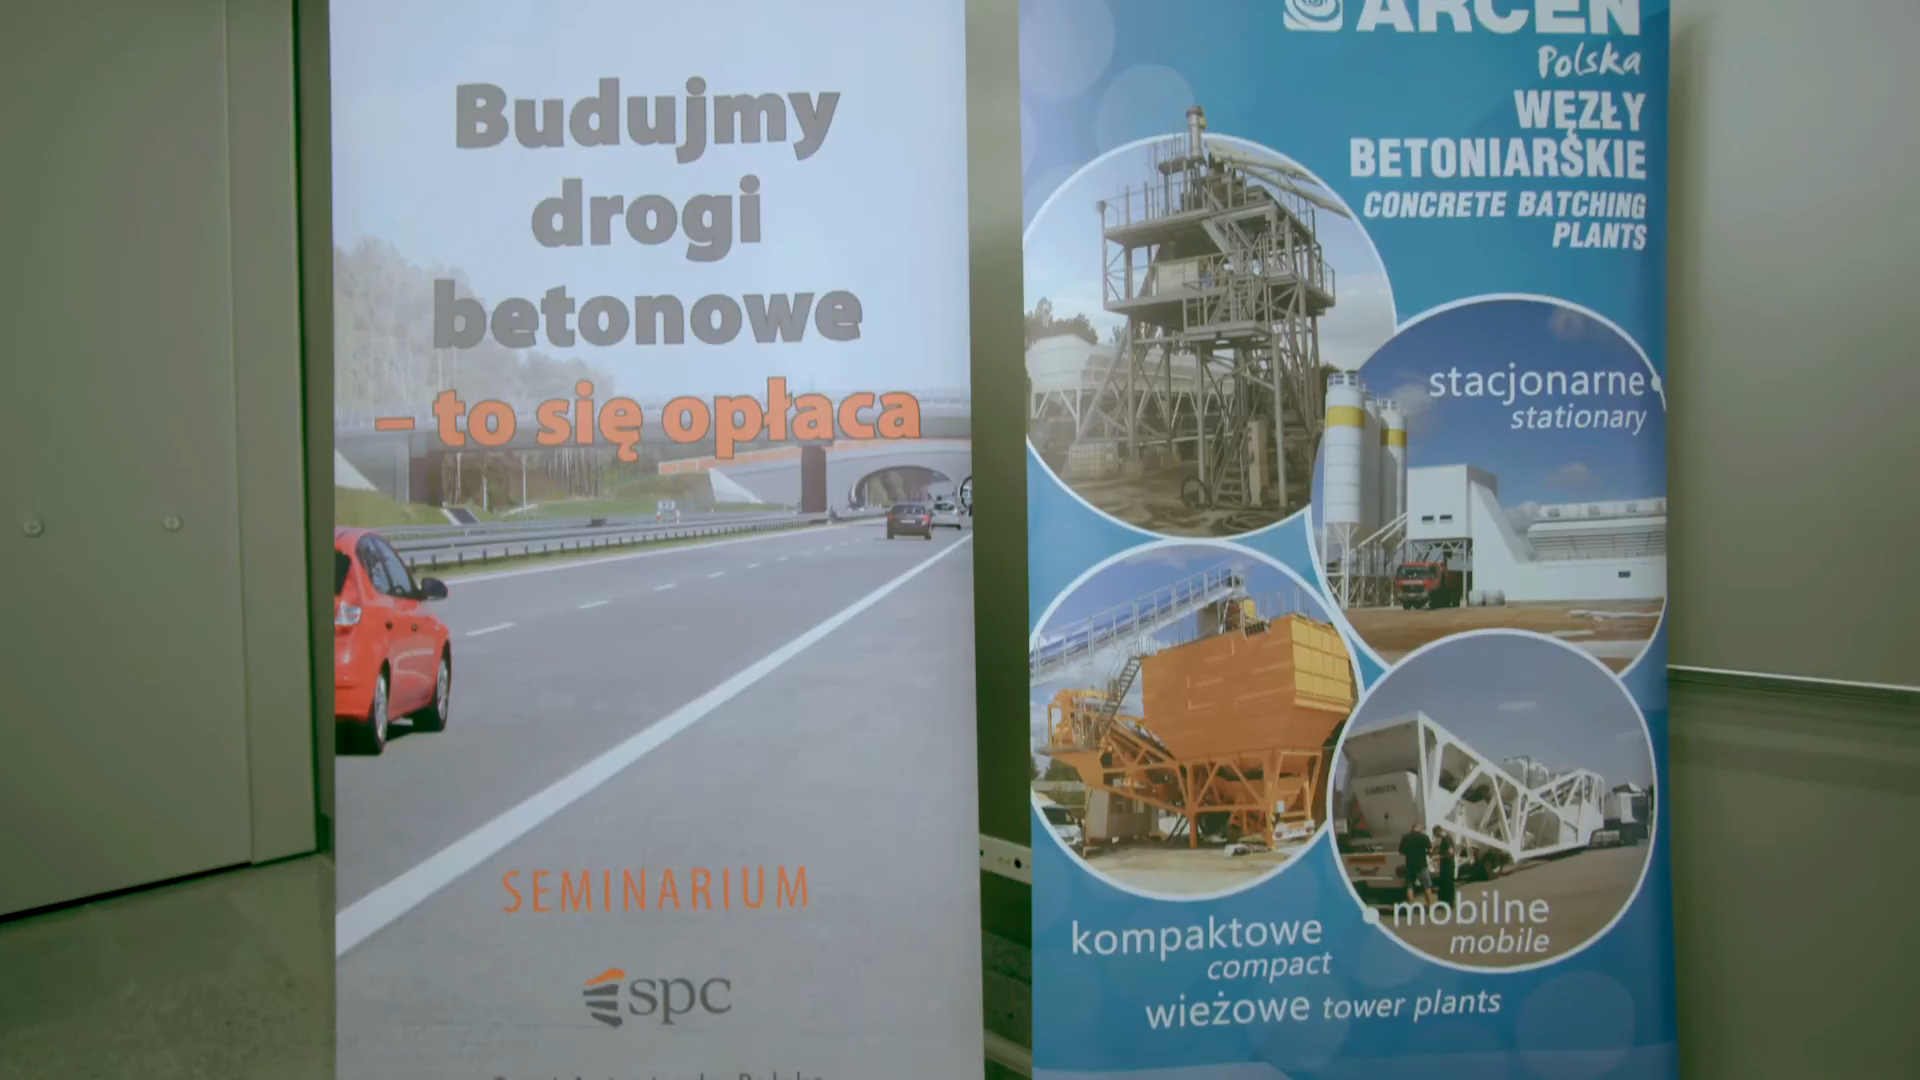 Budujmy
drogi
betonowe
– to się opłaca
SEMINARIUM
spc
ARCEN
Polska
WĘZŁY
BETONIARSKIE
CONCRETE BATCHING
PLANTS
stacjonarne
stationary
mobilne
mobile
kompaktowe
compact
wieżowe tower plants